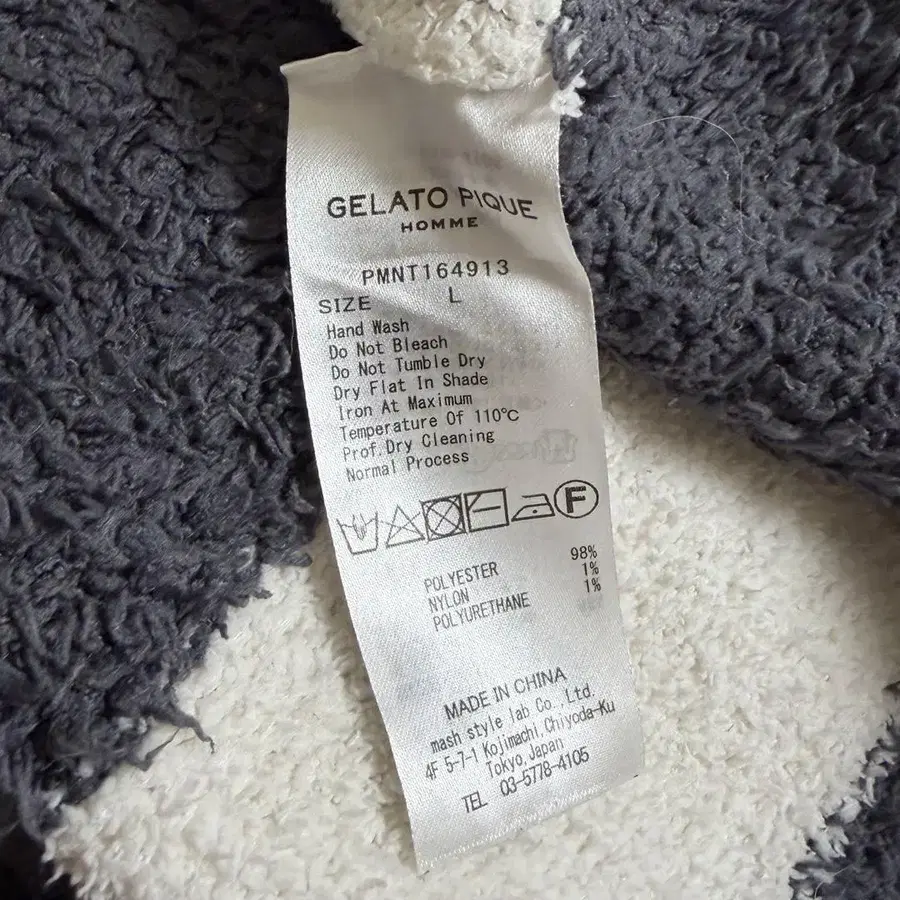 GELATO PIQUE
HOMME
PMNT164913
SIZE L
Hand Wash
Do Not Bleach
Do Not Tumble Dry
Dry Flat In Shade
Iron At Maximum
Temperature Of 110℃
Prof.Dry Cleaning
Normal Process
F
POLYESTER 98%
NYLON 1%
POLYURETHANE 1%
MADE IN CHINA
mash style lab Co.,Ltd.
4F 5-7-1 Kojimachi,Chiyoda-Ku
Tokyo,Japan
TEL 03-5778-4105